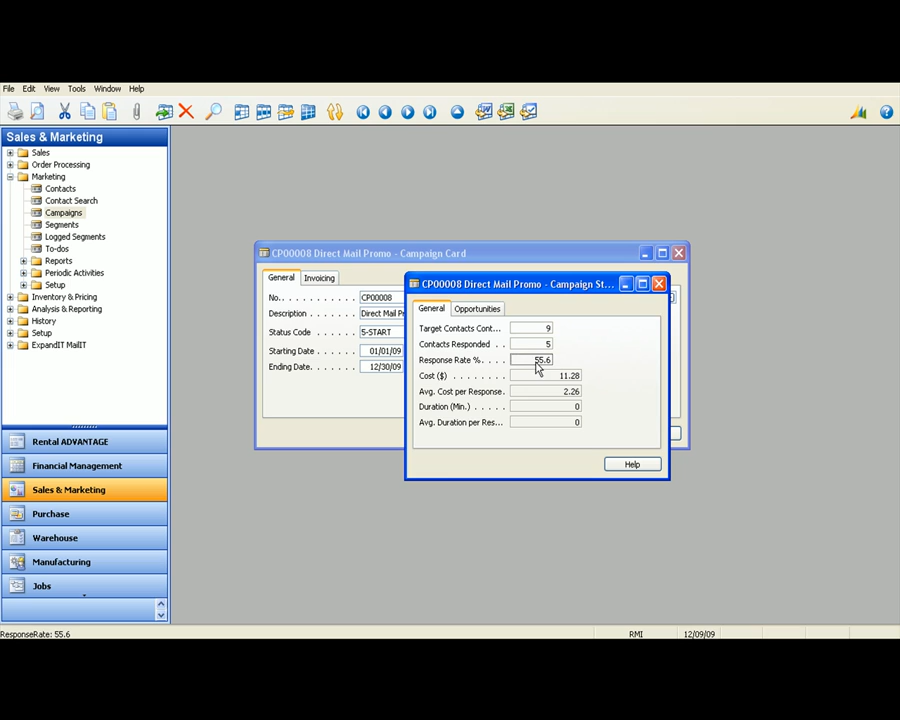 File Edit View Tools Window Help
Sales & Marketing
Sales
Order Processing
Marketing
Contacts
Contact Search
Campaigns
Segments
Logged Segments
To-dos
Reports
Periodic Activities
Setup
Inventory & Pricing
Analysis & Reporting
History
Setup
ExpandIT MailIT
Rental ADVANTAGE
Financial Management
Sales & Marketing
Purchase
Warehouse
Manufacturing
Jobs
CP00008 Direct Mail Promo - Campaign Card
General Invoicing
No. . . . . . . . . . . . CP00008
Description . . . . . . . . Direct Mail Pr
Status Code . . . . . . . 5-START
Starting Date . . . . . . 01/01/09
Ending Date. . . . . . . 12/30/09
CP00008 Direct Mail Promo - Campaign St...
General Opportunities
Target Contacts Cont... 9
Contacts Responded . . 5
Response Rate %. . . . 55.6
Cost ($) . . . . . . . . 11.28
Avg. Cost per Response. 2.26
Duration (Min.) . . . . . 0
Avg. Duration per Res... 0
Help
ResponseRate: 55.6 RMI 12/09/09